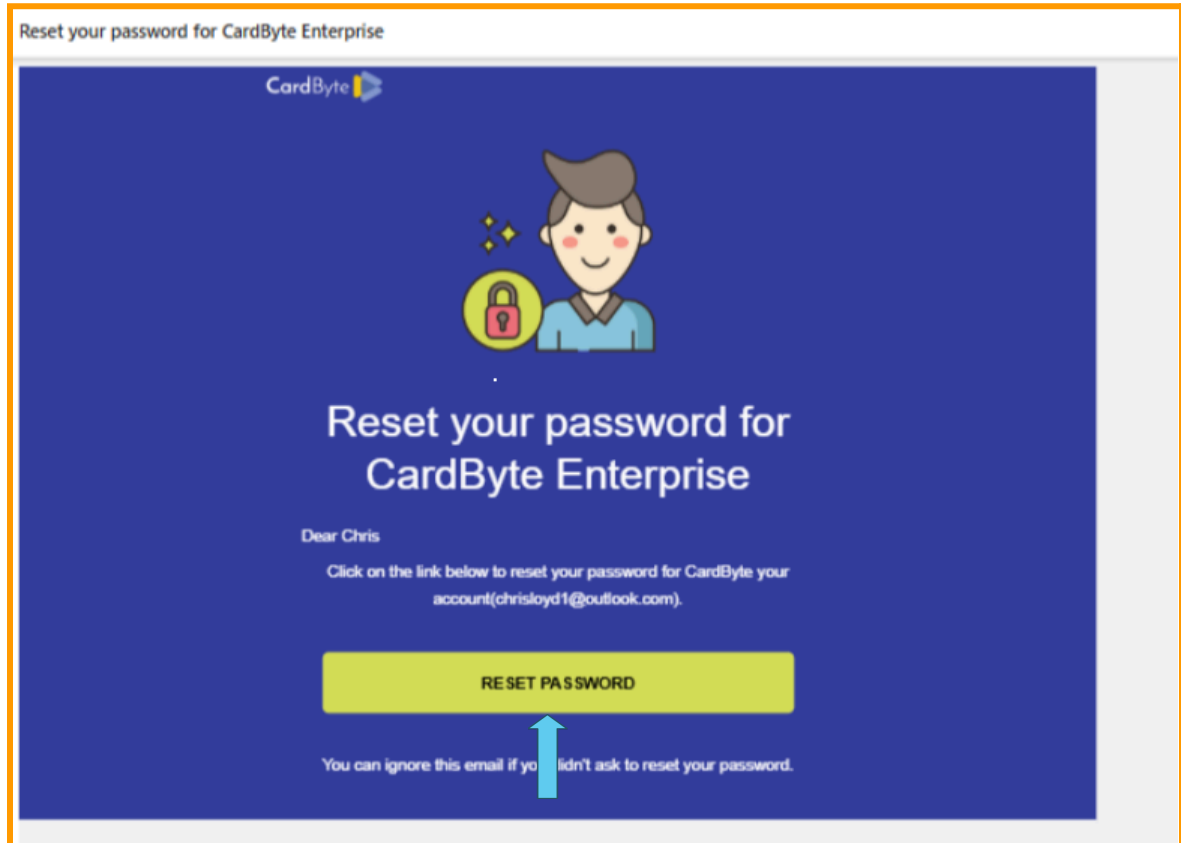 Reset your password for CardByte Enterprise
CardByte
Reset your password for
CardByte Enterprise
Dear Chris
Click on the link below to reset your password for CardByte your
account(chrisloyd1@outlook.com).
RESET PASSWORD
You can ignore this email if yo idn't ask to reset your password.